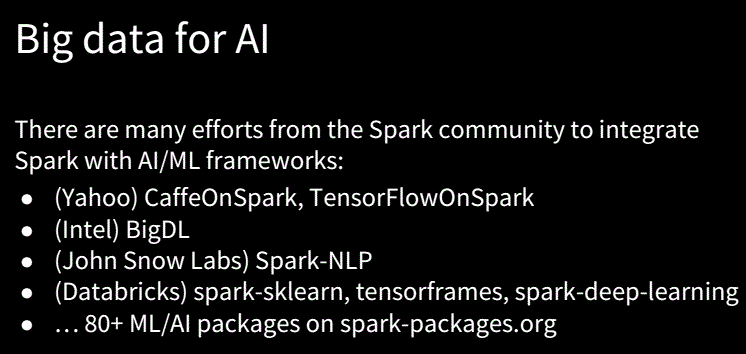 Big data for AI
There are many efforts from the Spark community to integrate
Spark with AI/ML frameworks:
● (Yahoo) CaffeOnSpark, TensorFlowOnSpark
● (Intel) BigDL
● (John Snow Labs) Spark-NLP
● (Databricks) spark-sklearn, tensorframes, spark-deep-learning
● … 80+ ML/AI packages on spark-packages.org